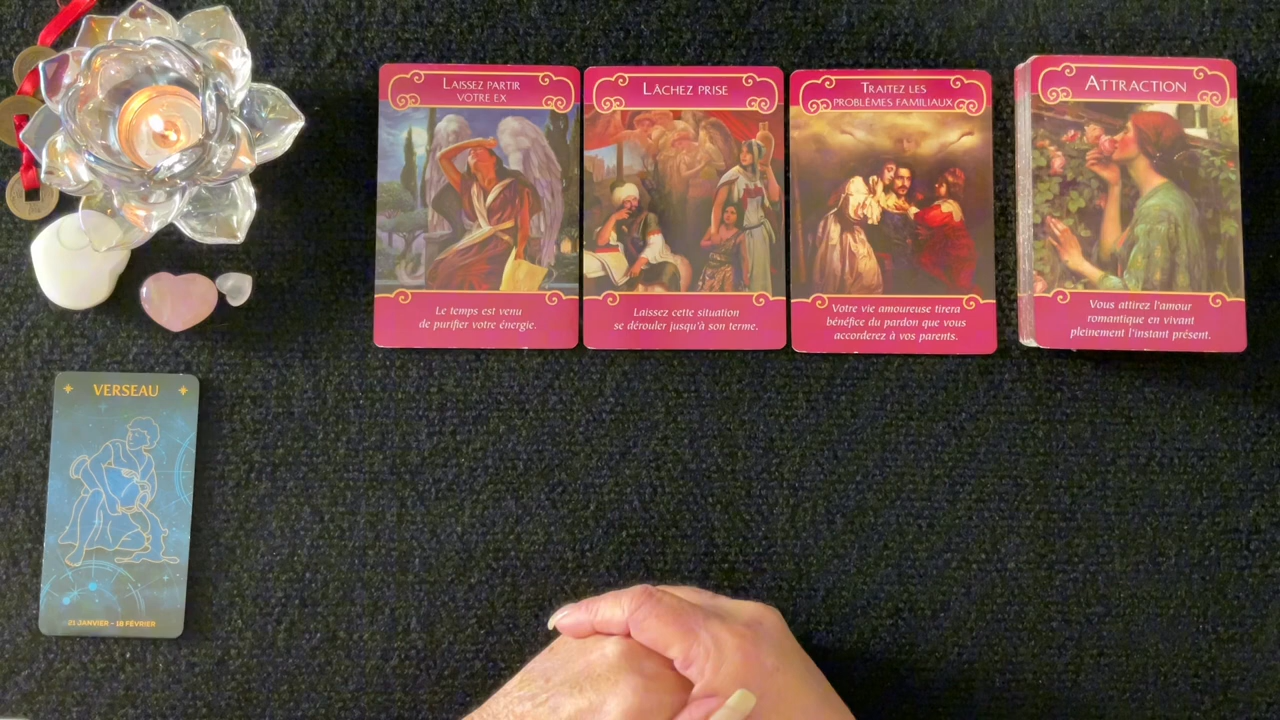 LAISSEZ PARTIR
VOTRE EX
Le temps est venu
de purifier votre énergie.
LÂCHEZ PRISE
Laissez cette situation
se dérouler jusqu'à son terme.
TRAITEZ LES
PROBLÈMES FAMILIAUX
Votre vie amoureuse tirera
bénéfice du pardon que vous
accorderez à vos parents.
ATTRACTION
Vous attirez l'amour
romantique en vivant
pleinement l'instant présent.
VERSEAU
21 JANVIER - 18 FÉVRIER